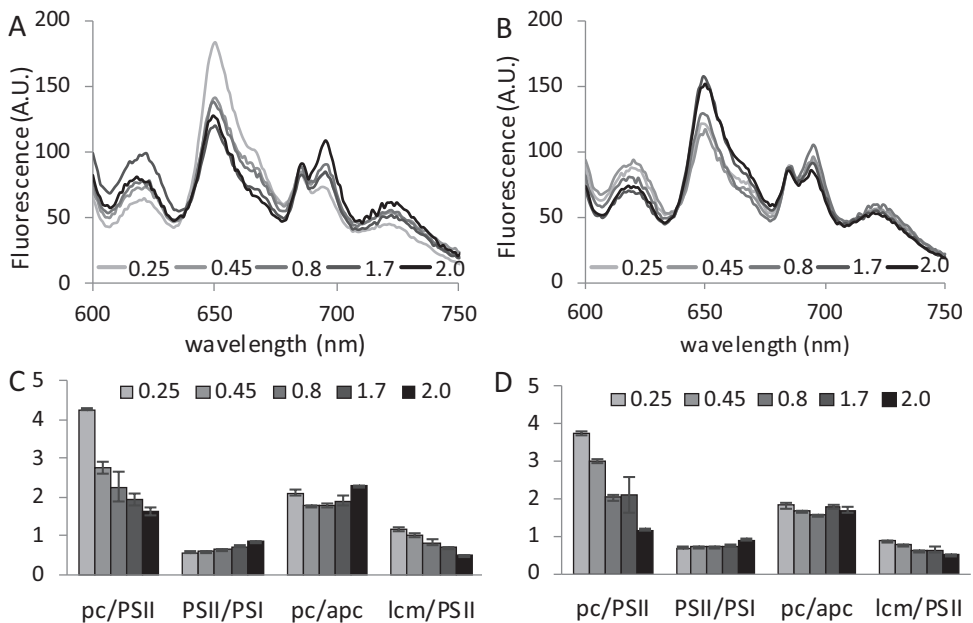 A
Fluorescence (A.U.)
200
150
100
50
0
0.25 0.45 0.8 1.7 2.0
600 650 700 750
wavelength (nm)
B
Fluorescence (A.U.)
200
150
100
50
0
0.25 0.45 0.8 1.7 2.0
600 650 700 750
wavelength (nm)
C
0.25 0.45 0.8 1.7 2.0
5
4
3
2
1
0
pc/PSII PSII/PSI pc/apc lcm/PSII
D
0.25 0.45 0.8 1.7 2.0
5
4
3
2
1
0
pc/PSII PSII/PSI pc/apc lcm/PSII